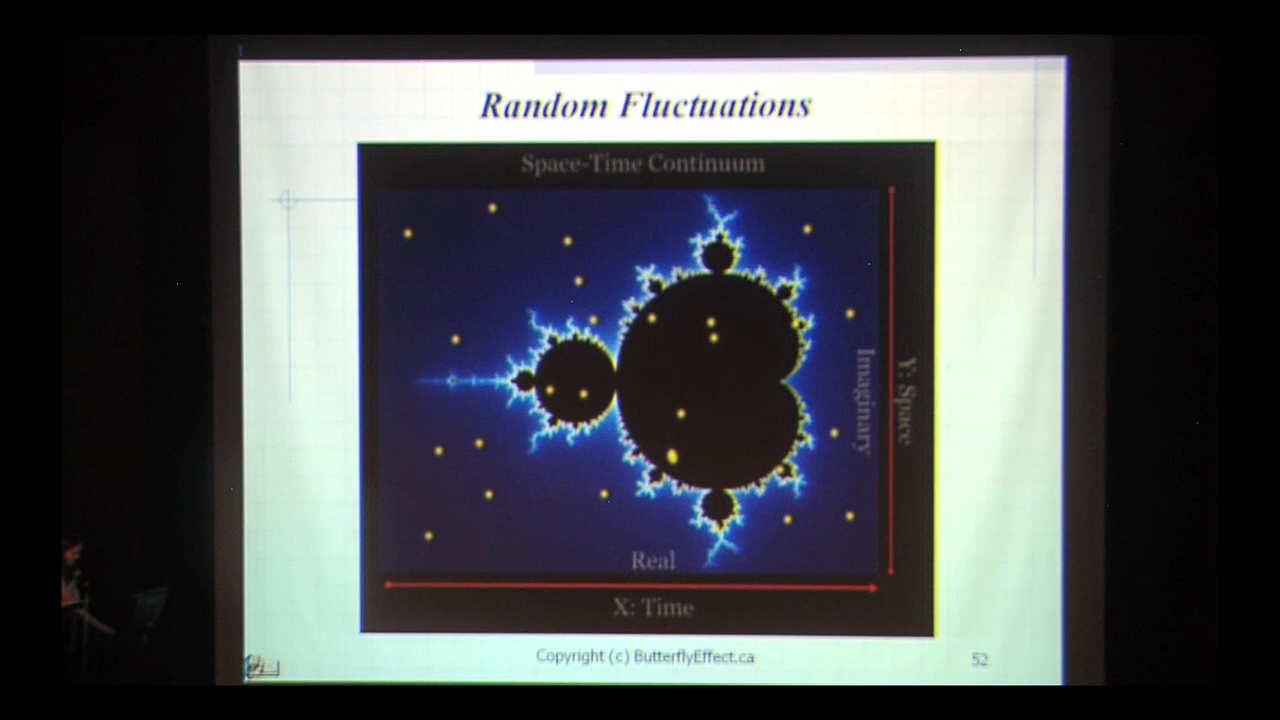 Random Fluctuations
Space-Time Continuum
Imaginary
Y: Space
Real
X: Time
Copyright (c) ButterflyEffect.ca
52